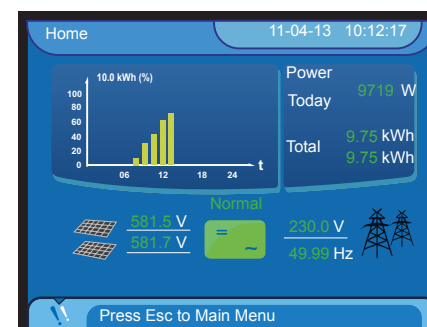 Home 11-04-13 10:12:17
10.0 kWh (%)
100
80
60
40
20
0
06 12 18 24 t
Power 9719 W
Today 9.75 kWh
Total 9.75 kWh
Normal
581.5 V
581.7 V
= ~
230.0 V
49.99 Hz
Press Esc to Main Menu